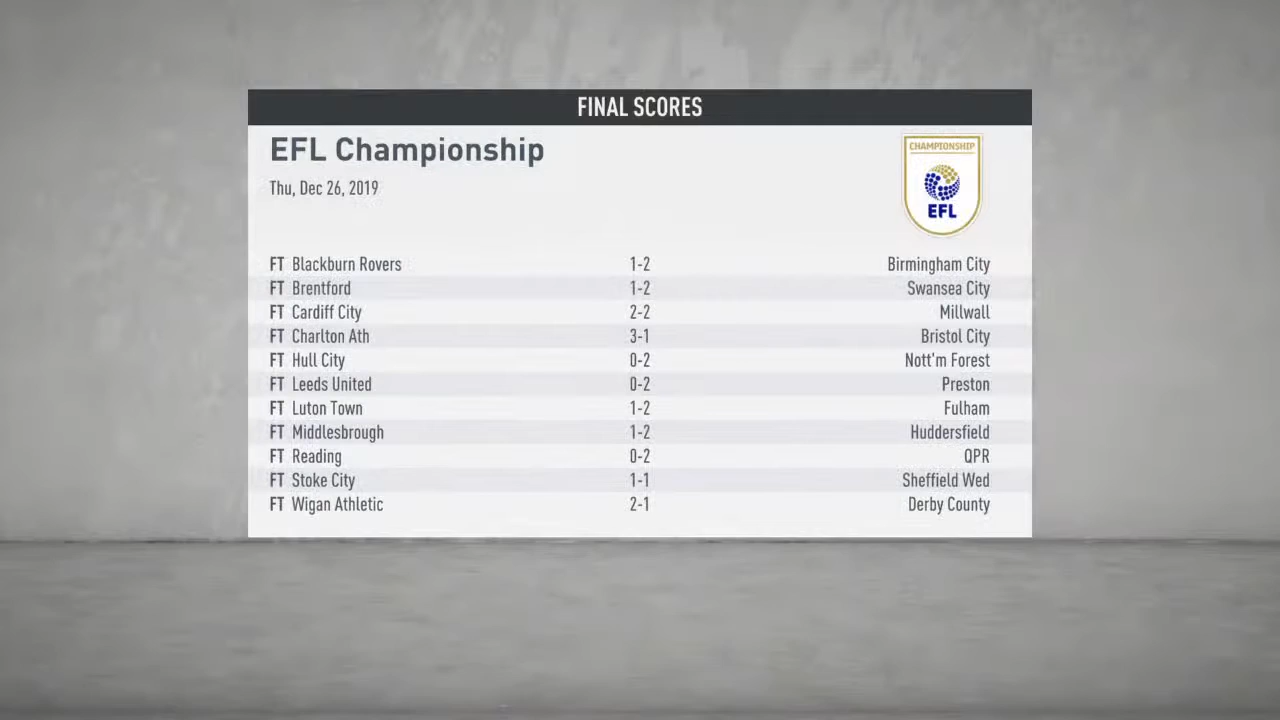 FINAL SCORES
EFL Championship
Thu, Dec 26, 2019
CHAMPIONSHIP
EFL
FT Blackburn Rovers 1-2 Birmingham City
FT Brentford 1-2 Swansea City
FT Cardiff City 2-2 Millwall
FT Charlton Ath 3-1 Bristol City
FT Hull City 0-2 Nott'm Forest
FT Leeds United 0-2 Preston
FT Luton Town 1-2 Fulham
FT Middlesbrough 1-2 Huddersfield
FT Reading 0-2 QPR
FT Stoke City 1-1 Sheffield Wed
FT Wigan Athletic 2-1 Derby County